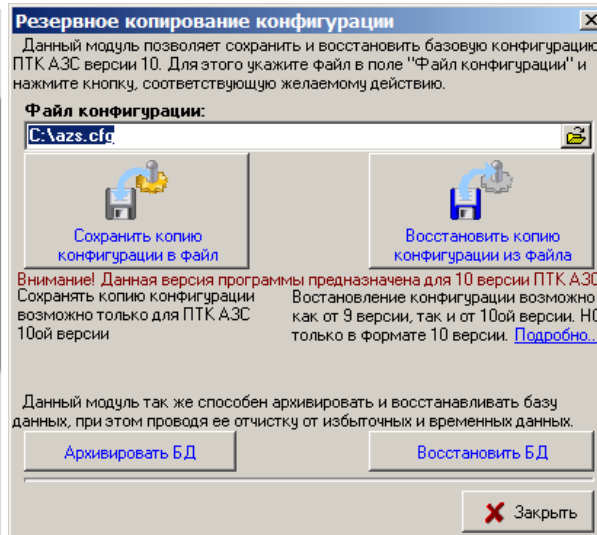 Резервное копирование конфигурации
Данный модуль позволяет сохранить и восстановить базовую конфигурацию
ПТК АЗС версии 10. Для этого укажите файл в поле "Файл конфигурации" и
нажмите кнопку, соответствующую желаемому действию.
Файл конфигурации:
C:\azs.cfg
Сохранить копию
конфигурации в файл
Восстановить копию
конфигурации из файла
Внимание! Данная версия программы предназначена для 10 версии ПТК АЗС
Сохранять копию конфигурации
возможно только для ПТК АЗС
10ой версии
Востановление конфигурации возможно
как от 9 версии, так и от 10ой версии. НО
только в формате 10 версии. Подробно...
Данный модуль так же способен архивировать и восстанавливать базу
данных, при этом проводя ее отчистку от избыточных и временных данных.
Архивировать БД
Восстановить БД
Закрыть